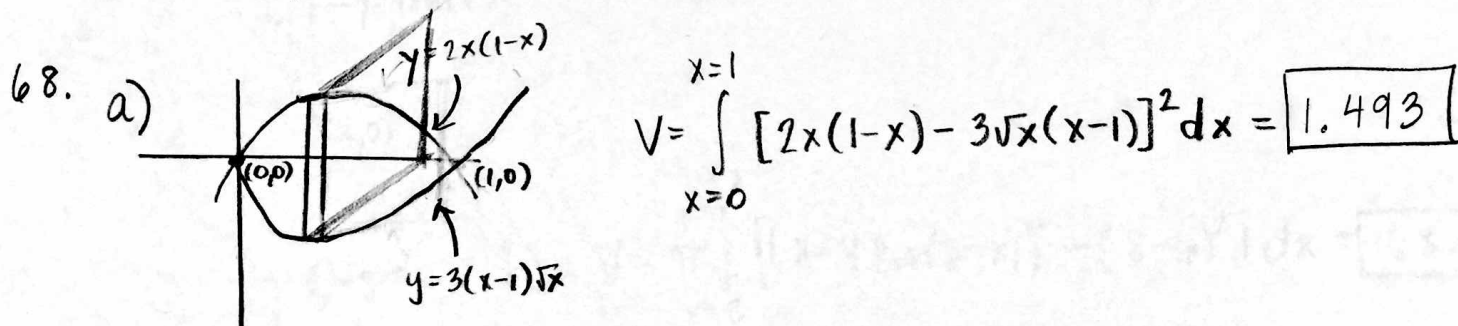 68. a)
y=2x(1-x)
(0,0)
(1,0)
y=3(x-1)√x
x=1
V= ∫ [2x(1-x) - 3√x(x-1)]² dx = 1.493
x=0